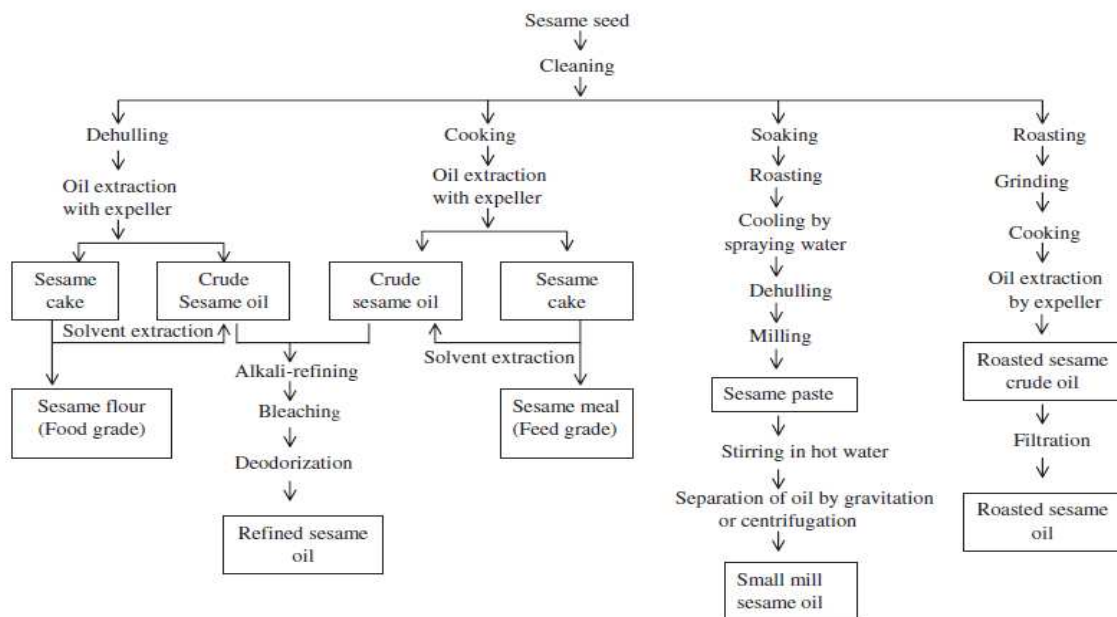 Sesame seed
Cleaning
Dehulling
Oil extraction
with expeller
Sesame
cake
Crude
Sesame oil
Solvent extraction
Sesame flour
(Food grade)
Alkali-refining
Bleaching
Deodorization
Refined sesame
oil
Cooking
Oil extraction
with expeller
Crude
sesame oil
Sesame
cake
Solvent extraction
Sesame meal
(Feed grade)
Soaking
Roasting
Cooling by
spraying water
Dehulling
Milling
Sesame paste
Stirring in hot water
Separation of oil by gravitation
or centrifugation
Small mill
sesame oil
Roasting
Grinding
Cooking
Oil extraction
by expeller
Roasted sesame
crude oil
Filtration
Roasted sesame
oil